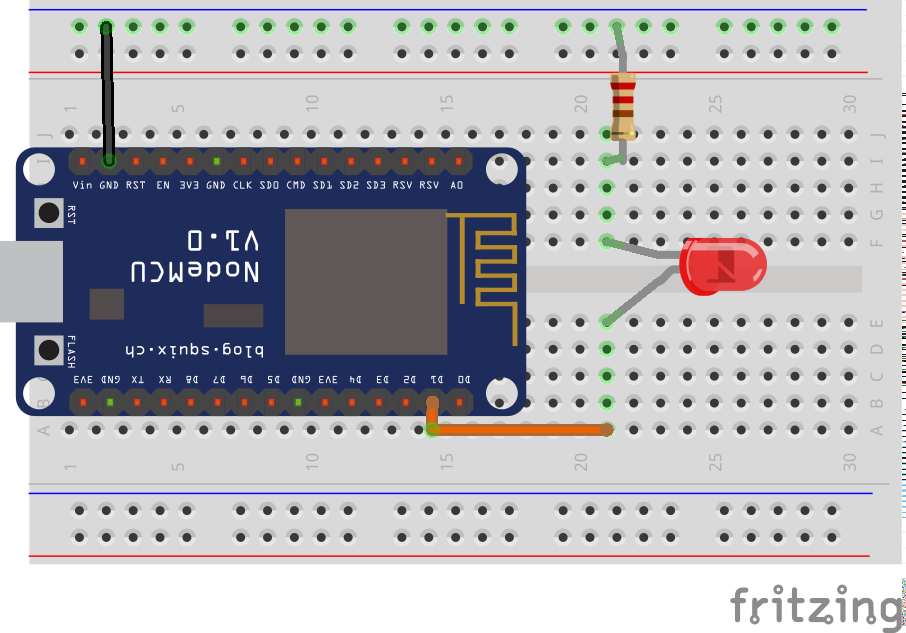 1 5 10 15 20 25 30
J J
I I
H
G
F
E
D
C
B B
A A
Vin GND RST EN 3V3 GND CLK SD0 CMD SD1 SD2 SD3 RSV RSV A0
RST
V1.0
NodeMCU
FLASH
blog.squix.ch
3V3 GND TX RX D8 D7 D6 D5 GND 3V3 D4 D3 D2 D1 D0
1 5 10 15 20 25 30
fritzing